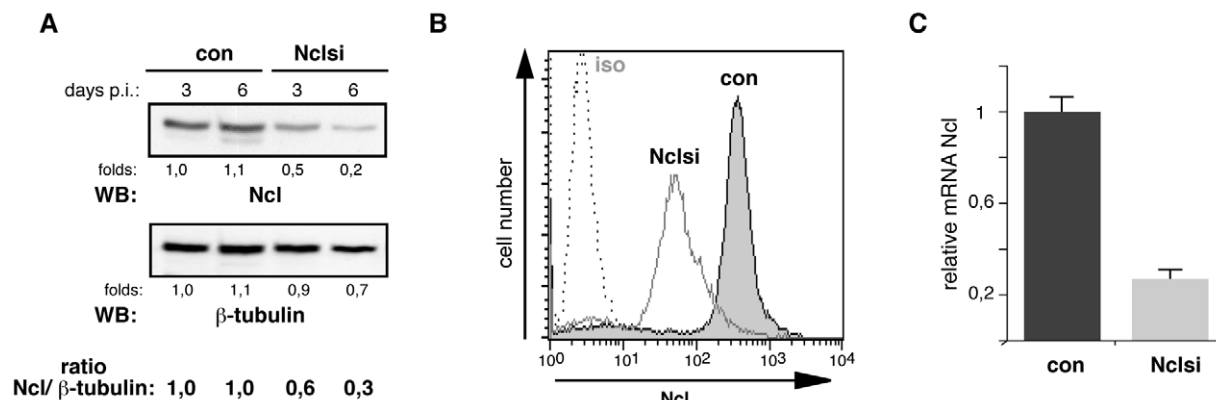 A
con Nclsi
days p.i.: 3 6 3 6
folds: 1,0 1,1 0,5 0,2
WB: Ncl
folds: 1,0 1,1 0,9 0,7
WB: β-tubulin
ratio
Ncl/ β-tubulin: 1,0 1,0 0,6 0,3
B
iso
con
Nclsi
cell number
10⁰ 10¹ 10² 10³ 10⁴
Ncl
C
relative mRNA Ncl
1
0,6
0,2
con Nclsi